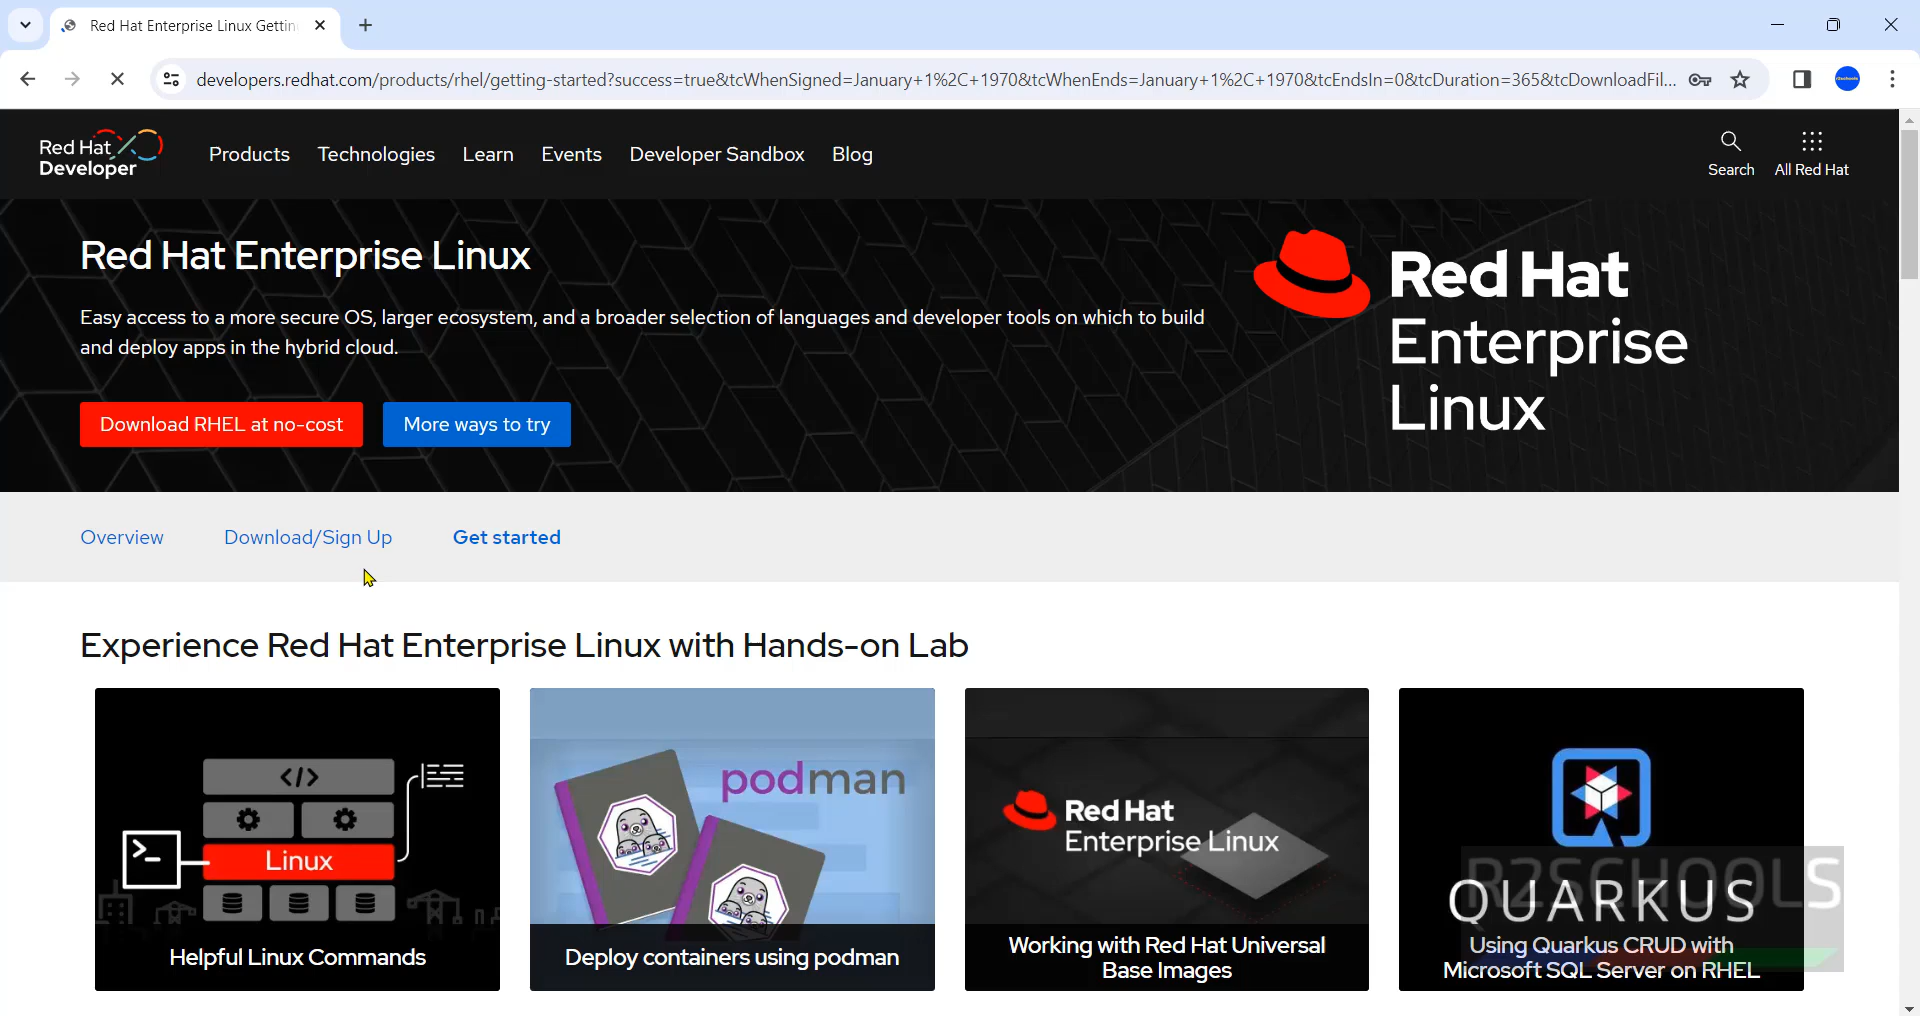 Red Hat Enterprise Linux Gettin
developers.redhat.com/products/rhel/getting-started?success=true&tcWhenSigned=January+1%2C+1970&tcWhenEnds=January+1%2C+1970&tcEndsIn=0&tcDuration=365&tcDownloadFil...
Red Hat
Developer
Products
Technologies
Learn
Events
Developer Sandbox
Blog
Search
All Red Hat
Red Hat Enterprise Linux
Easy access to a more secure OS, larger ecosystem, and a broader selection of languages and developer tools on which to build
and deploy apps in the hybrid cloud.
Download RHEL at no-cost
More ways to try
Red Hat
Enterprise
Linux
Overview
Download/Sign Up
Get started
Experience Red Hat Enterprise Linux with Hands-on Lab
</>
>_
Linux
Helpful Linux Commands
podman
Deploy containers using podman
Red Hat
Enterprise Linux
Working with Red Hat Universal
Base Images
R2SCHOOLS
QUARKUS
Using Quarkus CRUD with
Microsoft SQL Server on RHEL